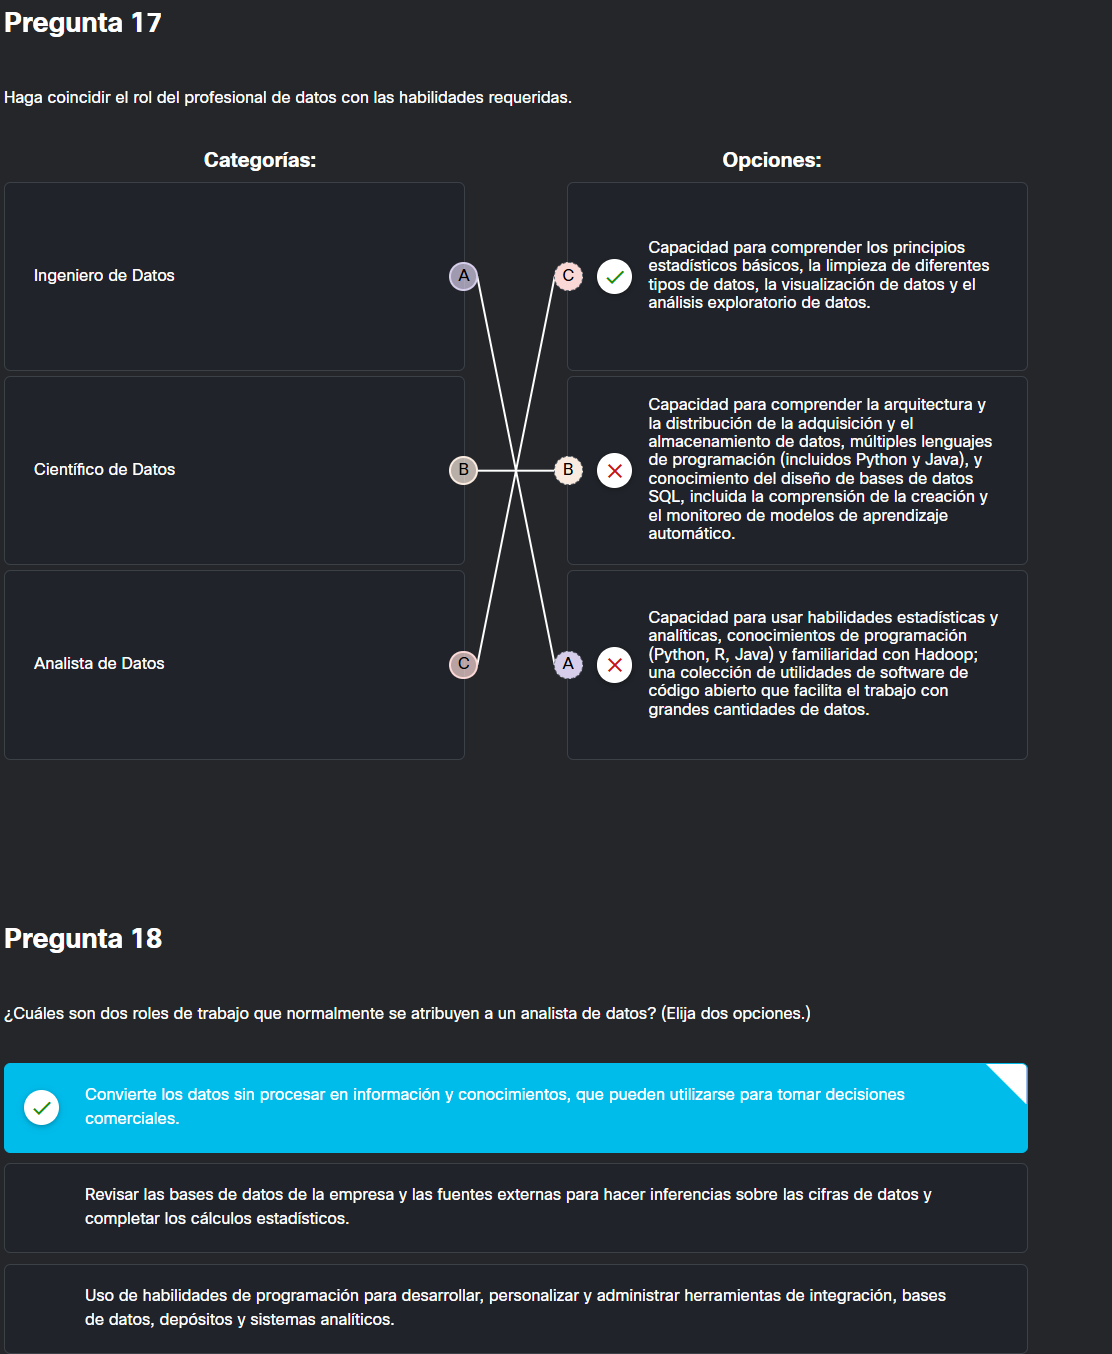 Pregunta 17
Haga coincidir el rol del profesional de datos con las habilidades requeridas.
Categorías:
Opciones:
Ingeniero de Datos
A
C
Capacidad para comprender los principios
estadísticos básicos, la limpieza de diferentes
tipos de datos, la visualización de datos y el
análisis exploratorio de datos.
Científico de Datos
B
B
Capacidad para comprender la arquitectura y
la distribución de la adquisición y el
almacenamiento de datos, múltiples lenguajes
de programación (incluidos Python y Java), y
conocimiento del diseño de bases de datos
SQL, incluida la comprensión de la creación y
el monitoreo de modelos de aprendizaje
automático.
Analista de Datos
C
A
Capacidad para usar habilidades estadísticas y
analíticas, conocimientos de programación
(Python, R, Java) y familiaridad con Hadoop;
una colección de utilidades de software de
código abierto que facilita el trabajo con
grandes cantidades de datos.
Pregunta 18
¿Cuáles son dos roles de trabajo que normalmente se atribuyen a un analista de datos? (Elija dos opciones.)
Convierte los datos sin procesar en información y conocimientos, que pueden utilizarse para tomar decisiones
comerciales.
Revisar las bases de datos de la empresa y las fuentes externas para hacer inferencias sobre las cifras de datos y
completar los cálculos estadísticos.
Uso de habilidades de programación para desarrollar, personalizar y administrar herramientas de integración, bases
de datos, depósitos y sistemas analíticos.